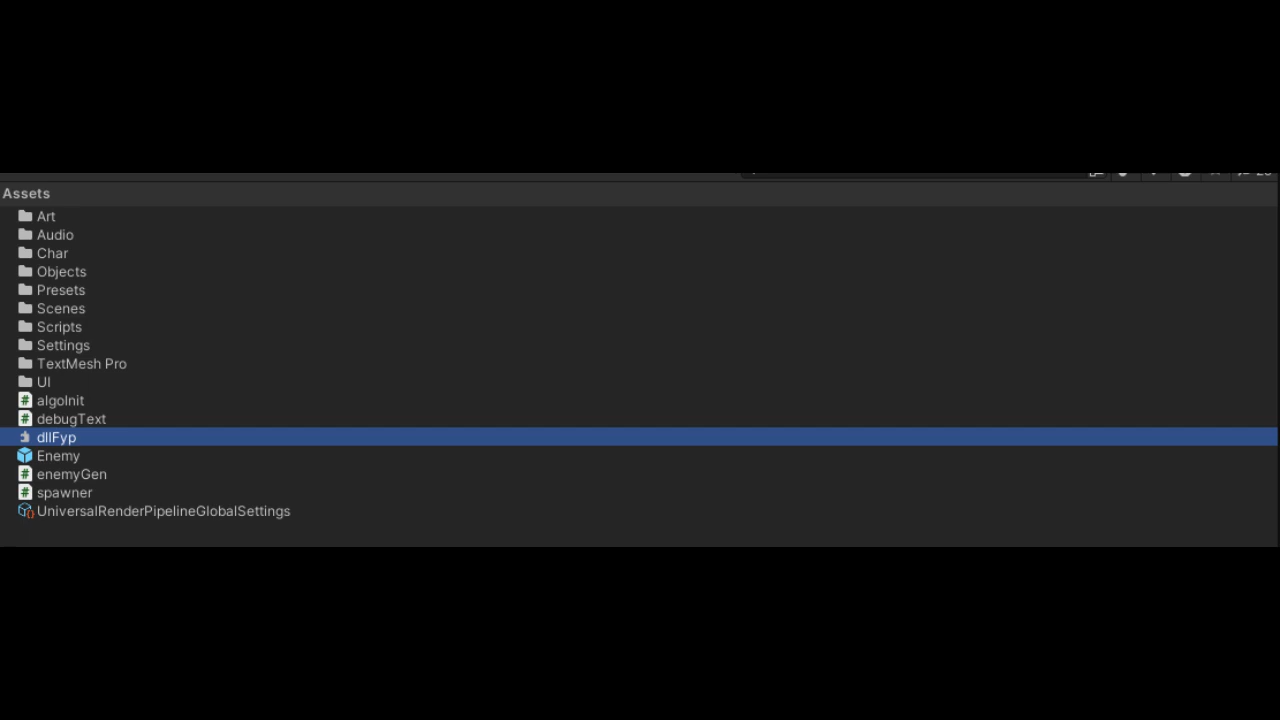 Assets
Art
Audio
Char
Objects
Presets
Scenes
Scripts
Settings
TextMesh Pro
UI
algoInit
debugText
dllFyp
Enemy
enemyGen
spawner
UniversalRenderPipelineGlobalSettings